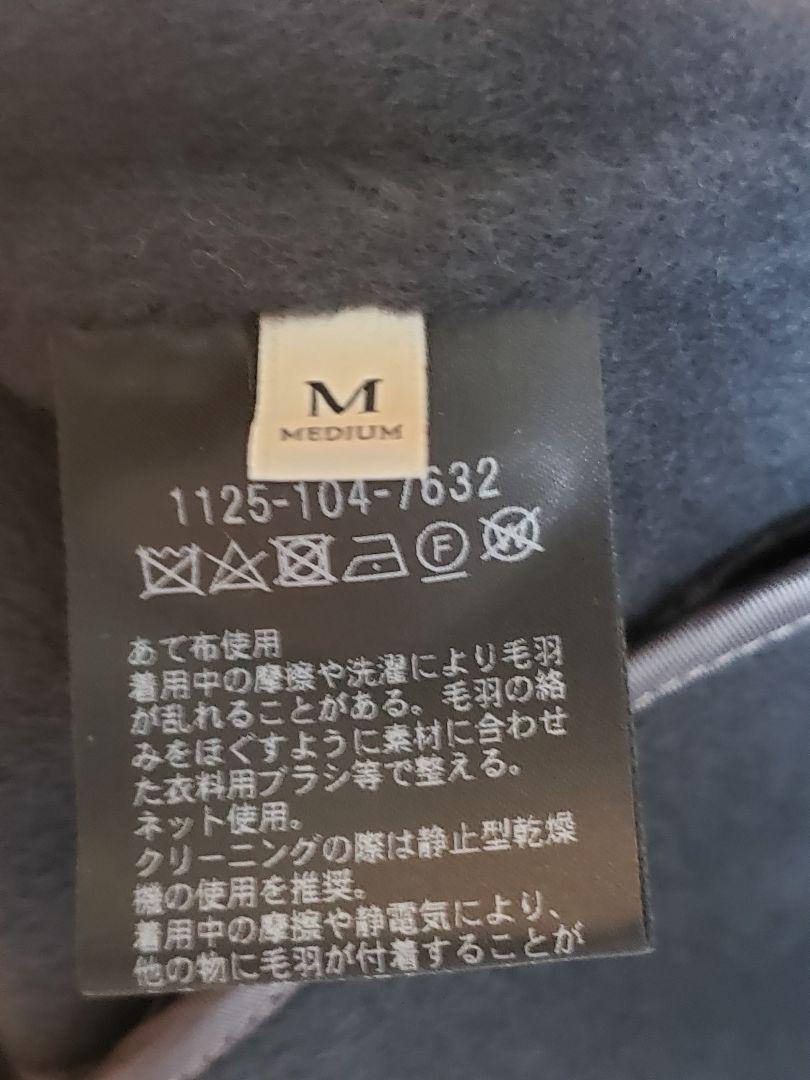 M
MEDIUM
1125-104-7632
F
W
あて布使用
着用中の摩擦や洗濯により毛羽
が乱れることがある。毛羽の絡
みをほぐすように素材に合わせ
た衣料用ブラシ等で整える。
ネット使用。
クリーニングの際は静止型乾燥
機の使用を推奨。
着用中の摩擦や静電気により、
他の物に毛羽が付着することが